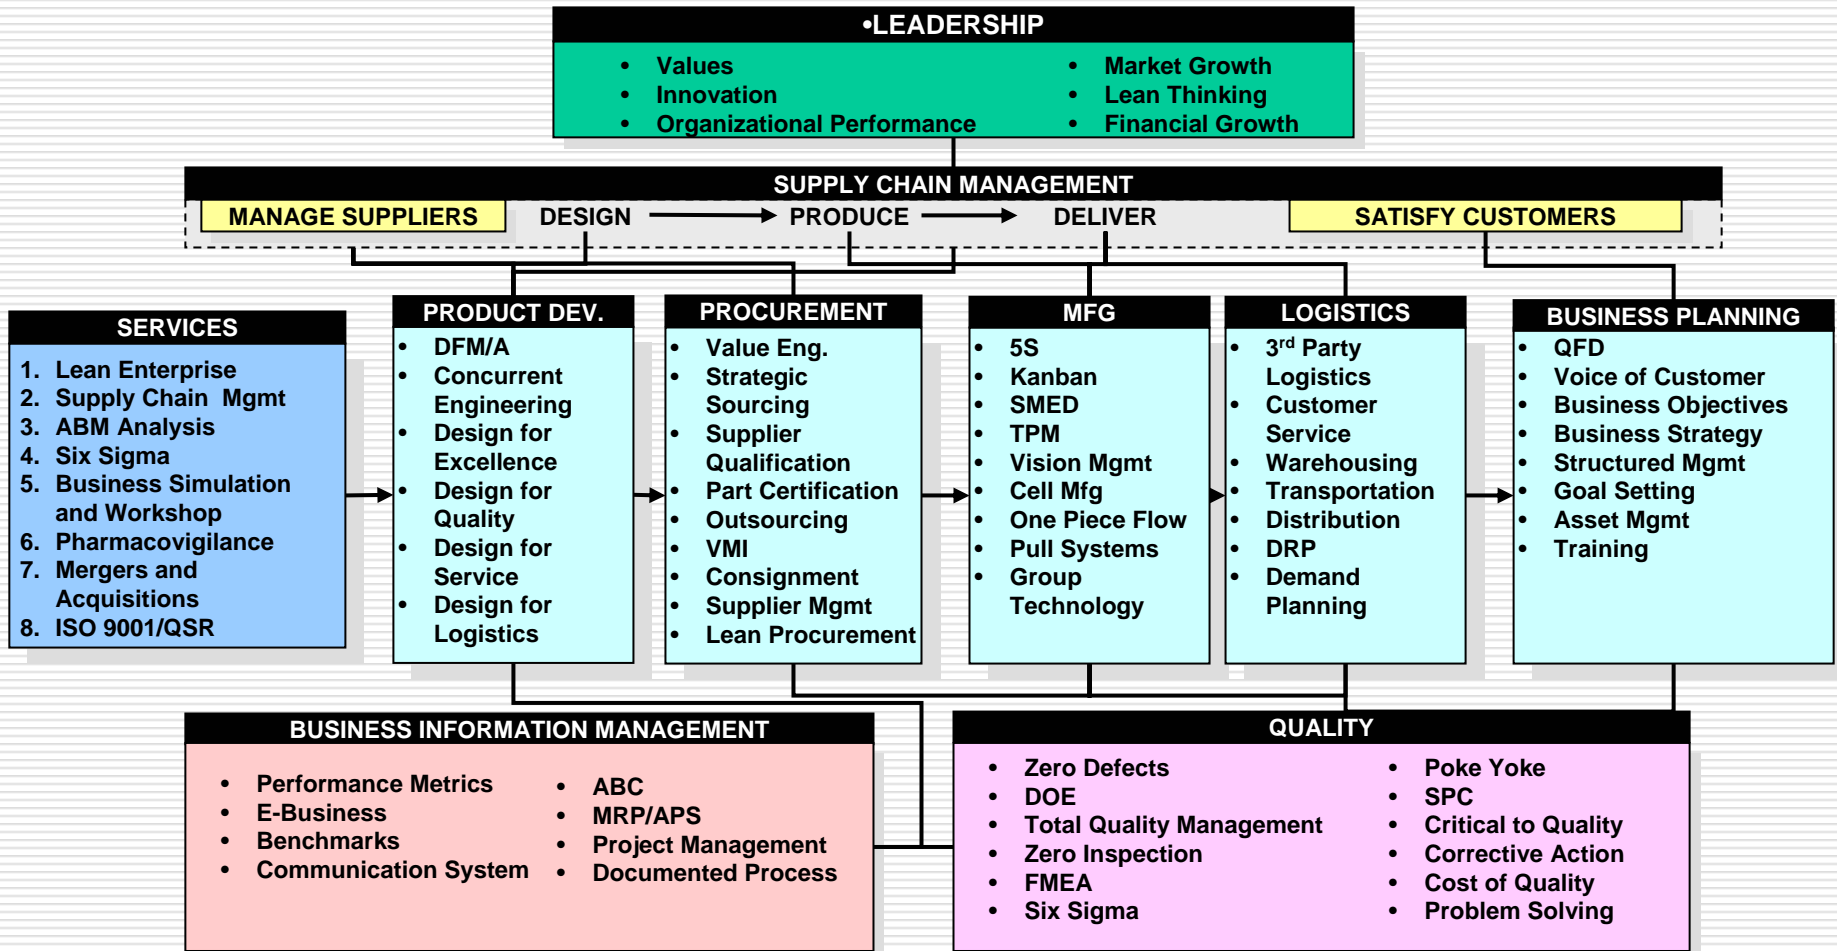 •LEADERSHIP
• Values
• Innovation
• Organizational Performance
• Market Growth
• Lean Thinking
• Financial Growth
SUPPLY CHAIN MANAGEMENT
MANAGE SUPPLIERS
DESIGN
PRODUCE
DELIVER
SATISFY CUSTOMERS
SERVICES
1. Lean Enterprise
2. Supply Chain Mgmt
3. ABM Analysis
4. Six Sigma
5. Business Simulation
and Workshop
6. Pharmacovigilance
7. Mergers and
Acquisitions
8. ISO 9001/QSR
PRODUCT DEV.
• DFM/A
• Concurrent
Engineering
• Design for
Excellence
• Design for
Quality
• Design for
Service
• Design for
Logistics
PROCUREMENT
• Value Eng.
• Strategic
Sourcing
• Supplier
Qualification
• Part Certification
• Outsourcing
• VMI
• Consignment
• Supplier Mgmt
• Lean Procurement
MFG
• 5S
• Kanban
• SMED
• TPM
• Vision Mgmt
• Cell Mfg
• One Piece Flow
• Pull Systems
• Group
Technology
LOGISTICS
• 3rd Party
Logistics
• Customer
Service
• Warehousing
• Transportation
• Distribution
• DRP
• Demand
Planning
BUSINESS PLANNING
• QFD
• Voice of Customer
• Business Objectives
• Business Strategy
• Structured Mgmt
• Goal Setting
• Asset Mgmt
• Training
BUSINESS INFORMATION MANAGEMENT
• Performance Metrics
• E-Business
• Benchmarks
• Communication System
• ABC
• MRP/APS
• Project Management
• Documented Process
QUALITY
• Zero Defects
• DOE
• Total Quality Management
• Zero Inspection
• FMEA
• Six Sigma
• Poke Yoke
• SPC
• Critical to Quality
• Corrective Action
• Cost of Quality
• Problem Solving